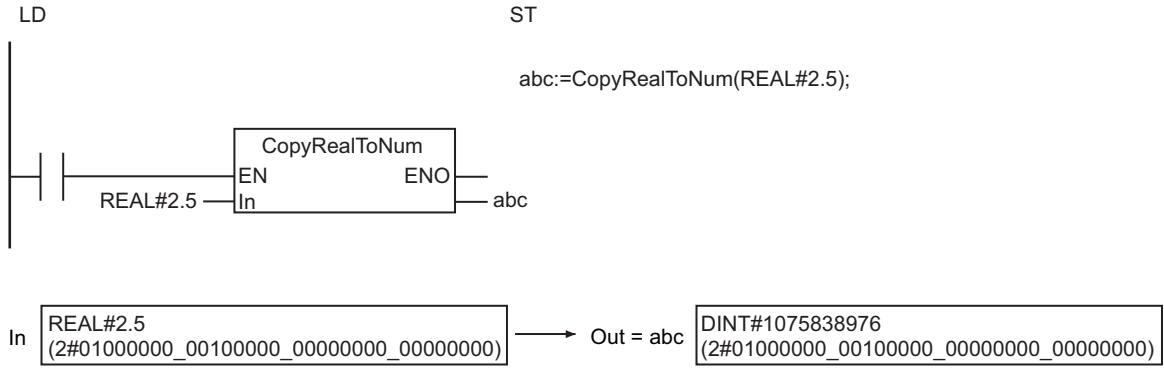 LD
ST
abc:=CopyRealToNum(REAL#2.5);
CopyRealToNum
EN ENO
REAL#2.5 In abc
In REAL#2.5
(2#01000000_00100000_00000000_00000000)
Out = abc DINT#1075838976
(2#01000000_00100000_00000000_00000000)